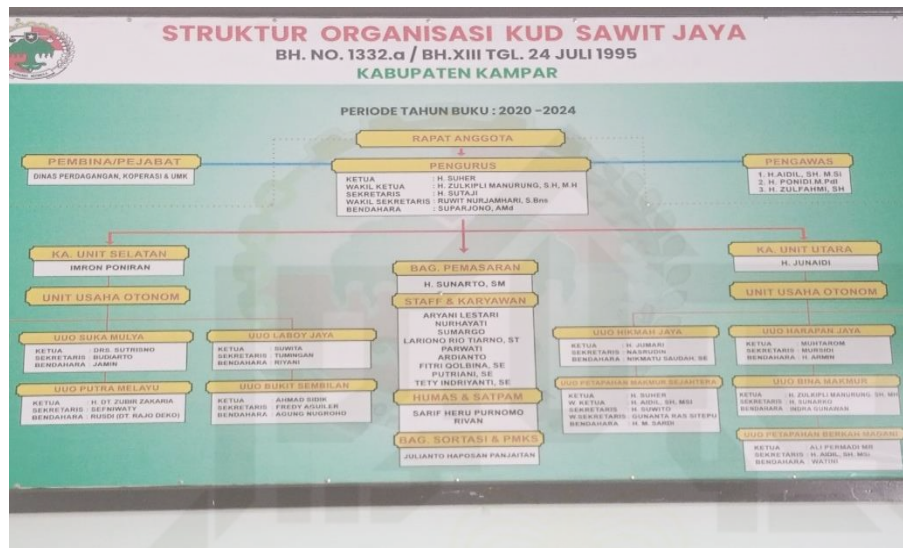 STRUKTUR ORGANISASI KUD SAWIT JAYA
BH. NO. 1332.a / BH.XIII TGL. 24 JULI 1995
KABUPATEN KAMPAR
PERIODE TAHUN BUKU : 2020 -2024
RAPAT ANGGOTA
PEMBINA/PEJABAT
DINAS PERDAGANGAN, KOPERASI & UMK
PENGURUS
KETUA : H. SUHER
WAKIL KETUA : H. ZULKIPLI MANURUNG, S.H, M.H
SEKRETARIS : H. SUTAJI
WAKIL SEKRETARIS : RUWIT NURJAMHARI, S.Bns
BENDAHARA : SUPARJONO, AMd
PENGAWAS
1. H.AIDIL, SH. M.Si
2. H. PONIDI.M.PdI
3. H. ZULFAHMI, SH
KA. UNIT SELATAN
IMRON PONIRAN
UNIT USAHA OTONOM
UUO SUKA MULYA
KETUA : DRS. SUTRISNO
SEKRETARIS : BUDIARTO
BENDAHARA : JAMIN
UUO LABOY JAYA
KETUA : SUWITA
SEKRETARIS : TUMINGAN
BENDAHARA : RIYANI
UUO PUTRA MELAYU
KETUA : H. DT ZUBIR ZAKARIA
SEKRETARIS : DEFNIWATY
BENDAHARA : RUSDI (DT. RAJO DEKO)
UUO BUKIT SEMBILAN
KETUA : AHMAD SIDIK
SEKRETARIS : FREDY AGUILER
BENDAHARA : AGUNG NUGROHO
BAG. PEMASARAN
H. SUNARTO, SM
STAFF & KARYAWAN
ARYANI LESTARI
NURHAYATI
SUMARGO
LARIONO RIO TIARNO, ST
PARWATI
ARDIANTO
FITRI QOLBINA, SE
PUTRIANI, SE
TETY INDRIYANTI, SE
HUMAS & SATPAM
SARIF HERU PURNOMO
RIVAN
BAG. SORTASI & PMKS
JULIANTO HAPOSAN PANJAITAN
KA. UNIT UTARA
H. JUNAIDI
UNIT USAHA OTONOM
UUO HIKMAH JAYA
KETUA : H. JUMARI
SEKRETARIS : NASRUDIN
BENDAHARA : NIKMATU SAUDAH, SE
UUO HARAPAN JAYA
KETUA : MUHTAROM
SEKRETARIS : MURSIDI
BENDAHARA : H. ARMIN
UUO PETAPAHAN MAKMUR SEJAHTERA
KETUA : H. SUHER
W KETUA : H. AIDIL, SH, MSI
SEKRETARIS : H. SUWITO
W.SEKRETARIS : GUNANTA RAS SITEPU
BENDAHARA : H. M. SARDI
UUO BINA MAKMUR
KETUA : H. ZULKIPLI MANURUNG, SH, MH
SEKRETARIS : H. SUNARKO
BENDAHARA : INDRA GUNAWAN
UUO PETAPAHAN BERKAH MADANI
KETUA : ALI PERMADI MR
SEKRETARIS : H. AIDIL, SH, MSi
BENDAHARA : WATINI